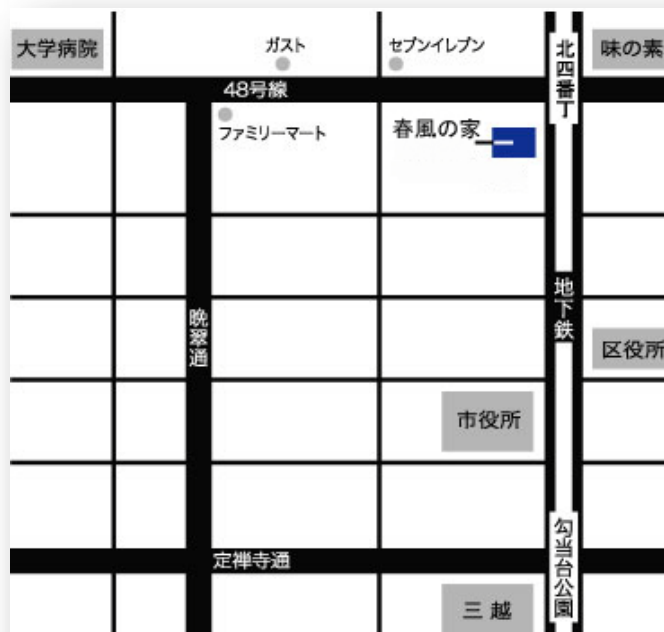 大学病院
ガスト
セブンイレブン
北四番丁
味の素
48号線
ファミリーマート
春風の家
地下鉄
晩翠通
区役所
市役所
勾当台公園
定禅寺通
三越